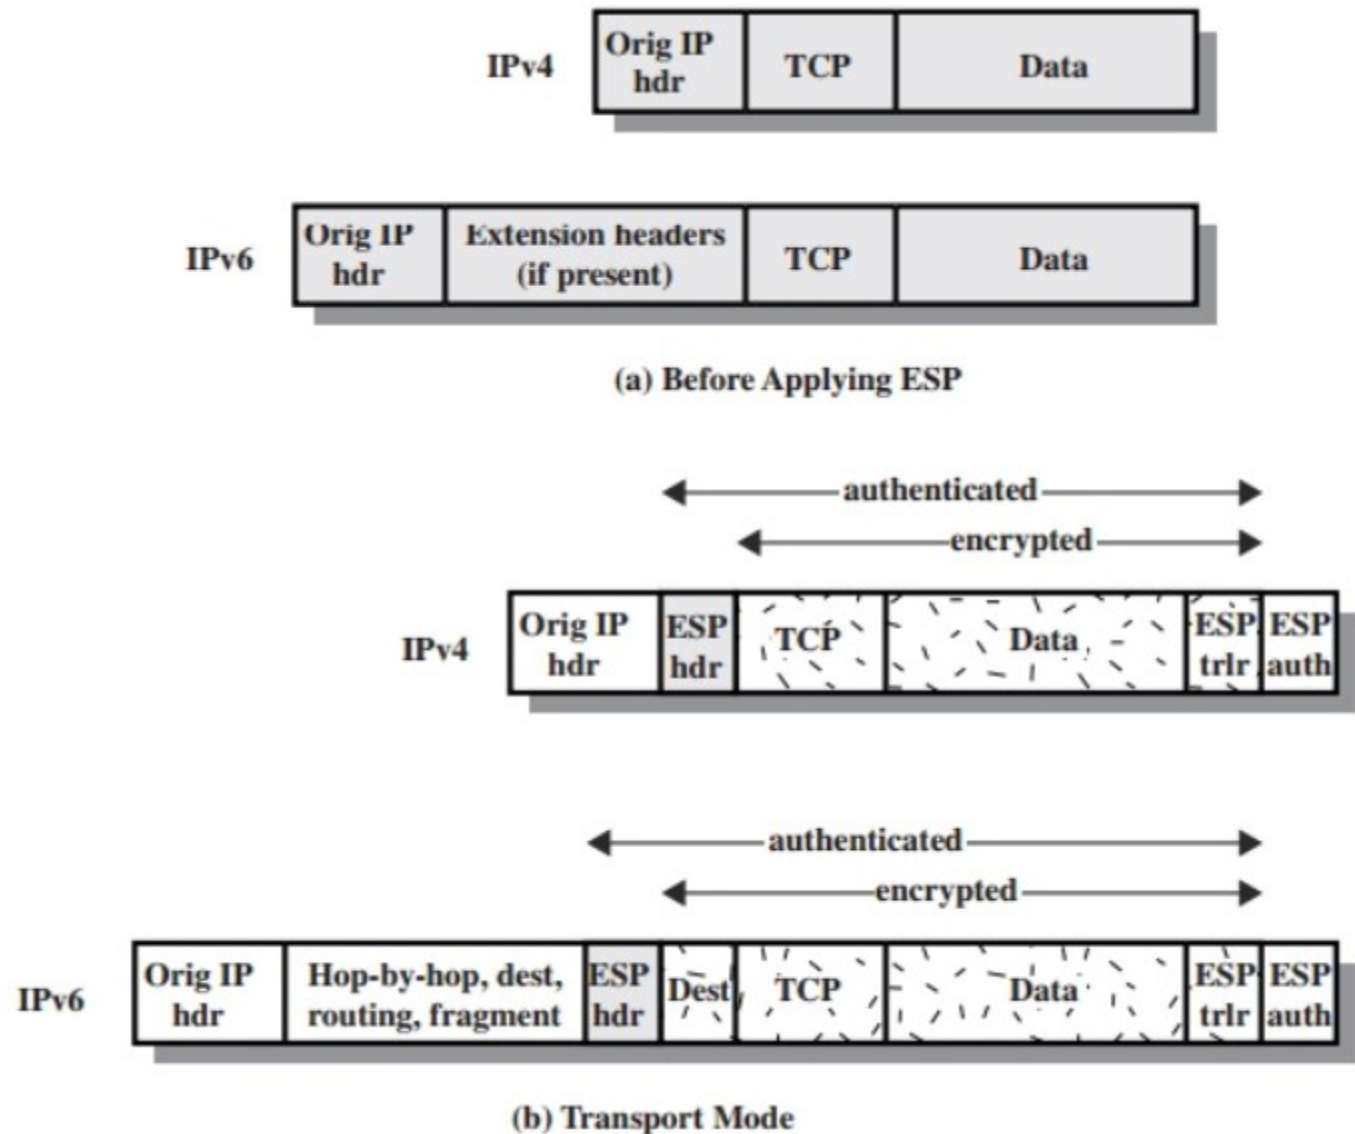 IPv4
Orig IP
hdr
TCP
Data
IPv6
Orig IP
hdr
Extension headers
(if present)
TCP
Data
(a) Before Applying ESP
authenticated
encrypted
IPv4
Orig IP
hdr
ESP
hdr
TCP
Data
ESP
trlr
ESP
auth
authenticated
encrypted
IPv6
Orig IP
hdr
Hop-by-hop, dest,
routing, fragment
ESP
hdr
Dest
TCP
Data
ESP
trlr
ESP
auth
(b) Transport Mode